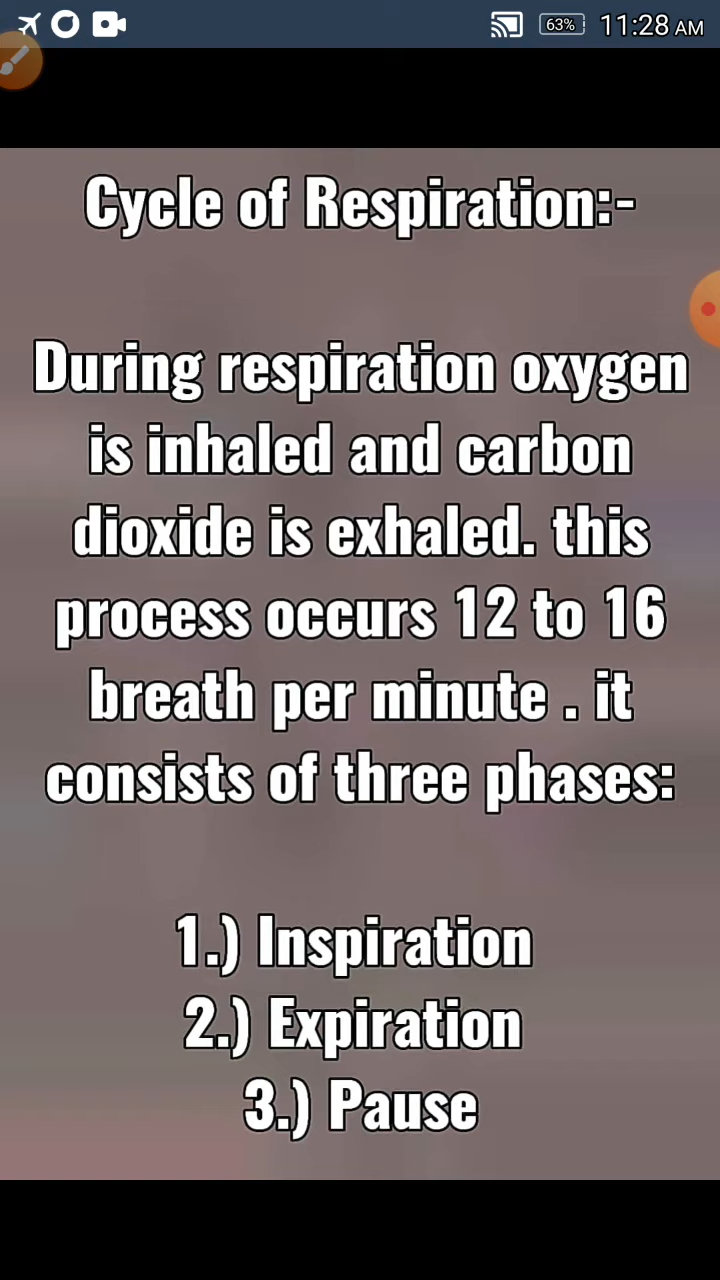 63% 11:28 AM
Cycle of Respiration:-
During respiration oxygen
is inhaled and carbon
dioxide is exhaled. this
process occurs 12 to 16
breath per minute . it
consists of three phases:
1.) Inspiration
2.) Expiration
3.) Pause